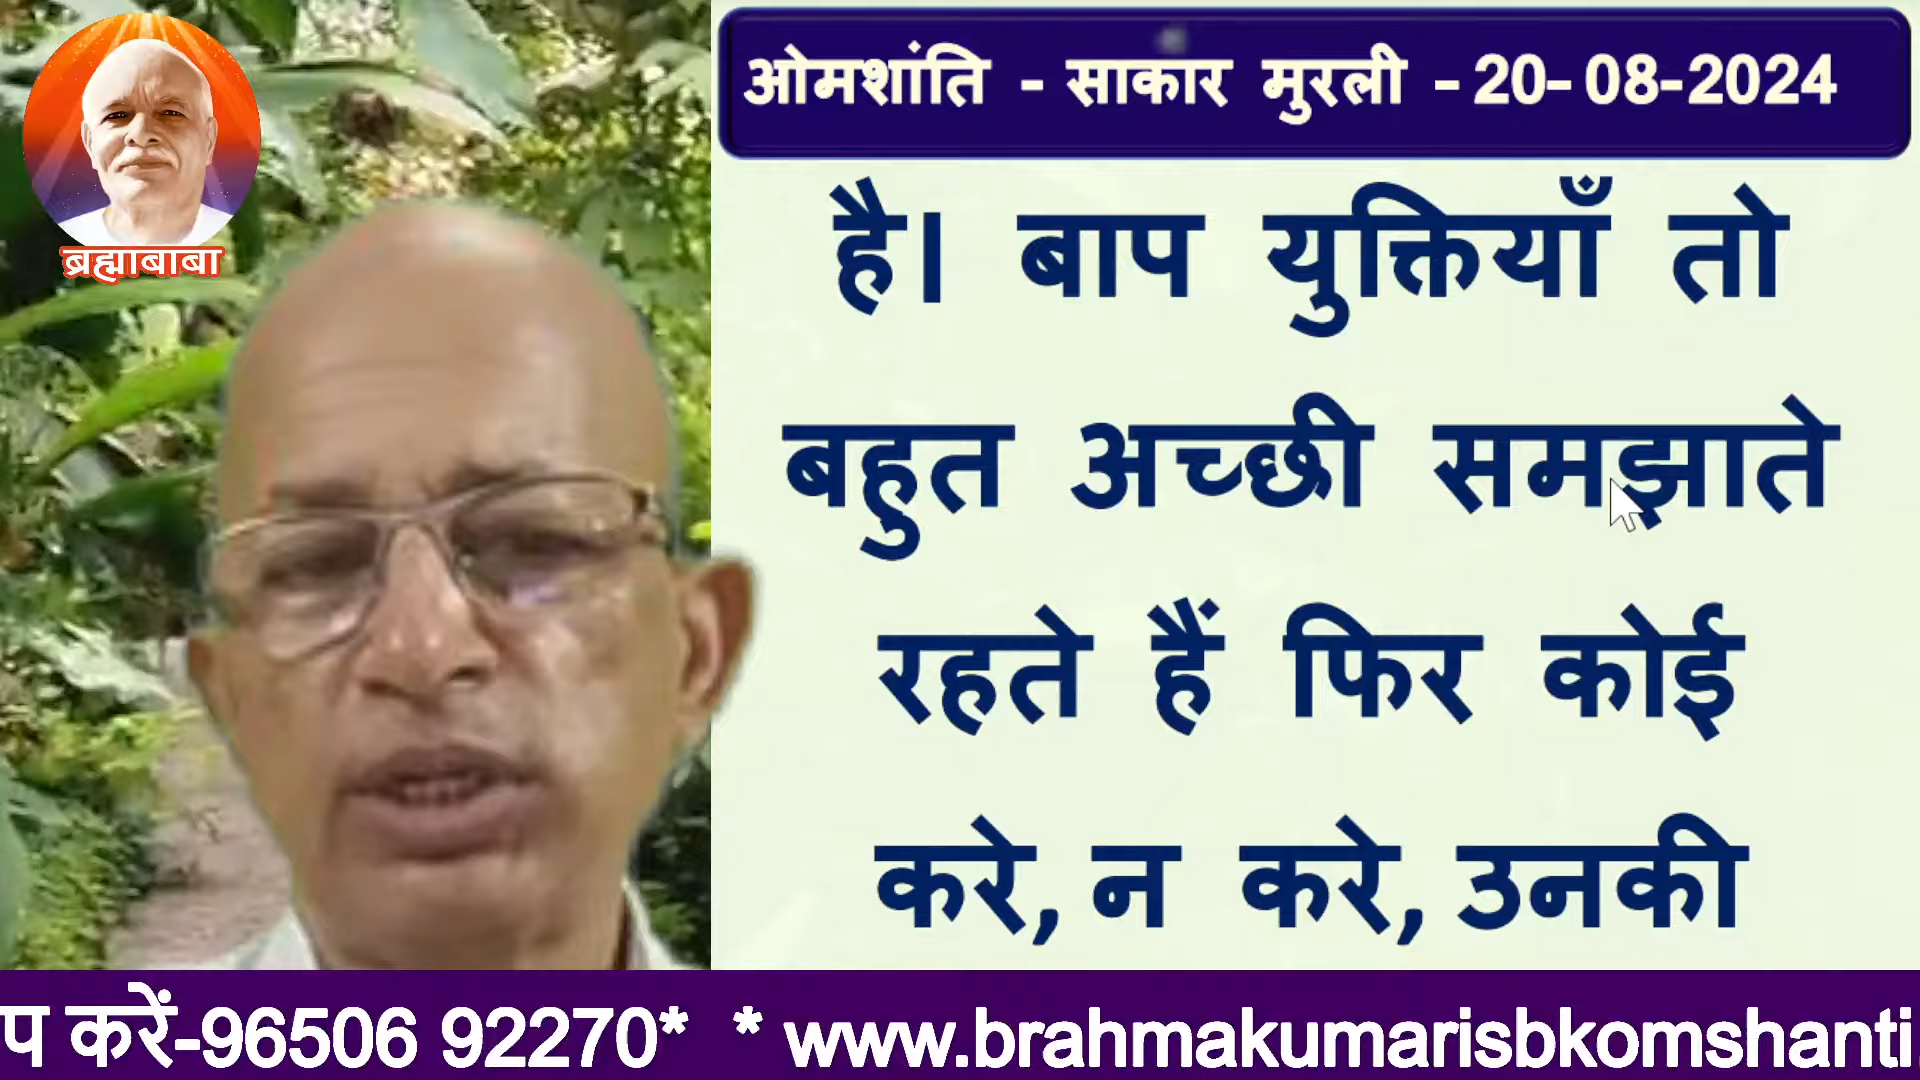 ओमशांति - साकार मुरली - 20-08-2024
ब्रह्माबाबा
है। बाप युक्तियाँ तो
बहुत अच्छी समझाते
रहते हैं फिर कोई
करे, न करे, उनकी
प करें-96506 92270* * www.brahmakumarisbkomshanti